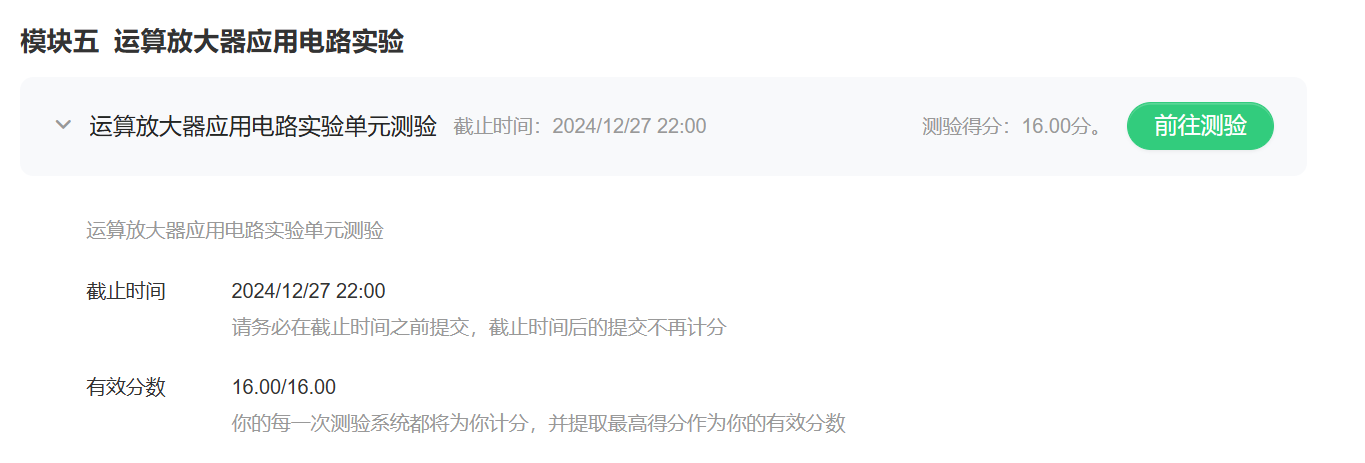 模块五 运算放大器应用电路实验
运算放大器应用电路实验单元测验 截止时间：2024/12/27 22:00 测验得分：16.00分。 前往测验
运算放大器应用电路实验单元测验
截止时间 2024/12/27 22:00
请务必在截止时间之前提交，截止时间后的提交不再计分
有效分数 16.00/16.00
你的每一次测验系统都将为你计分，并提取最高得分作为你的有效分数